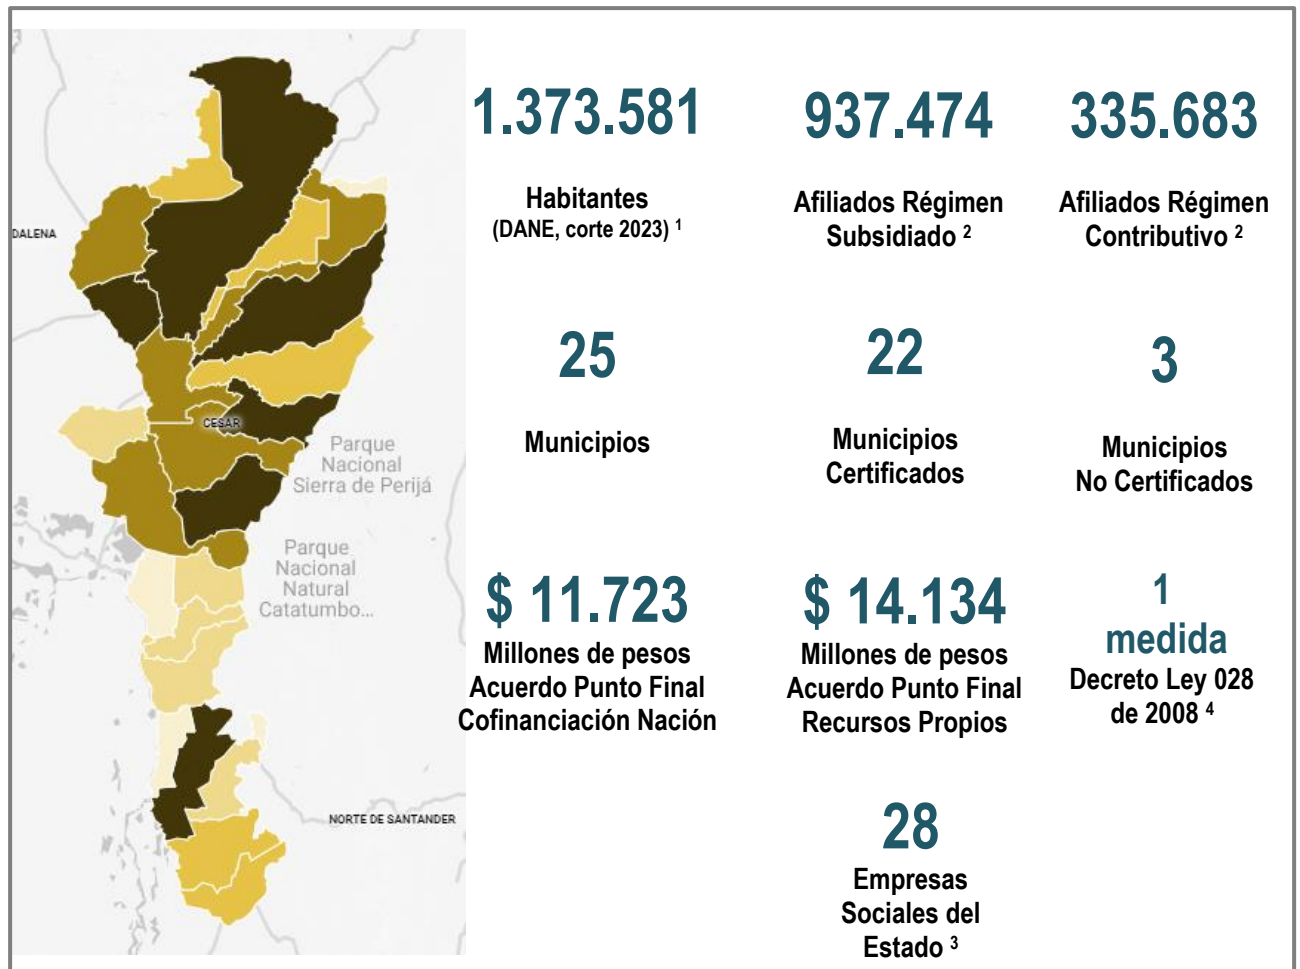 DALENA
CESAR
Parque
Nacional
Sierra de Perijá
Parque
Nacional
Natural
Catatumbo...
NORTE DE SANTANDER
1.373.581
Habitantes
(DANE, corte 2023) 1
937.474
Afiliados Régimen
Subsidiado 2
335.683
Afiliados Régimen
Contributivo 2
25
Municipios
22
Municipios
Certificados
3
Municipios
No Certificados
$ 11.723
Millones de pesos
Acuerdo Punto Final
Cofinanciación Nación
$ 14.134
Millones de pesos
Acuerdo Punto Final
Recursos Propios
1
medida
Decreto Ley 028
de 2008 4
28
Empresas
Sociales del
Estado 3